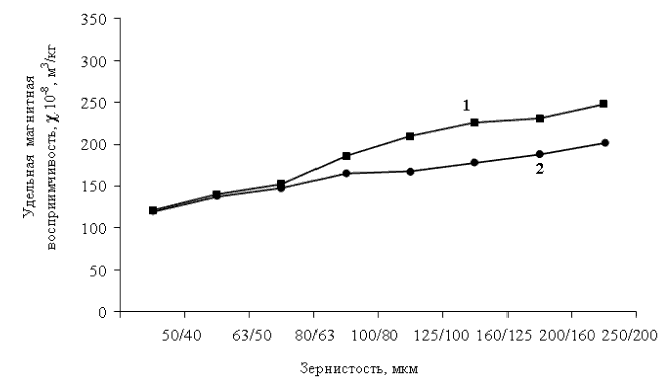 350
300
250
200
150
100
50
0
Удельная магнитная
восприимчивость, χ.10⁻⁸, м³/кг
1
2
50/40 63/50 80/63 100/80 125/100 160/125 200/160 250/200
Зернистость, мкм